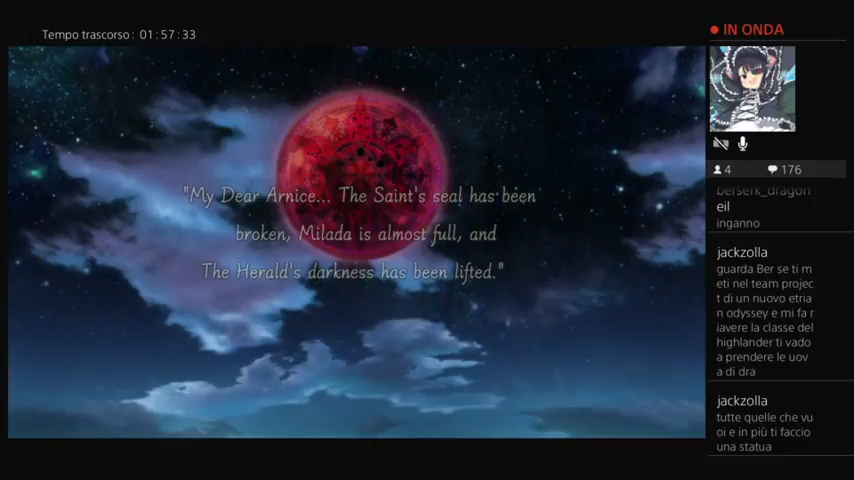 Tempo trascorso: 01:57:33
IN ONDA
"My Dear Arnice... The Saint's seal has been
broken, Milada is almost full, and
The Herald's darkness has been lifted."
4
176
berserk_dragon
eil
inganno
jackzolla
guarda Ber se ti m
eti nel team projec
t di un nuovo etria
n odyssey e mi fa r
iavere la classe del
highlander ti vado
a prendere le uov
a di dra
jackzolla
tutte quelle che vu
oi e in più ti faccio
una statua